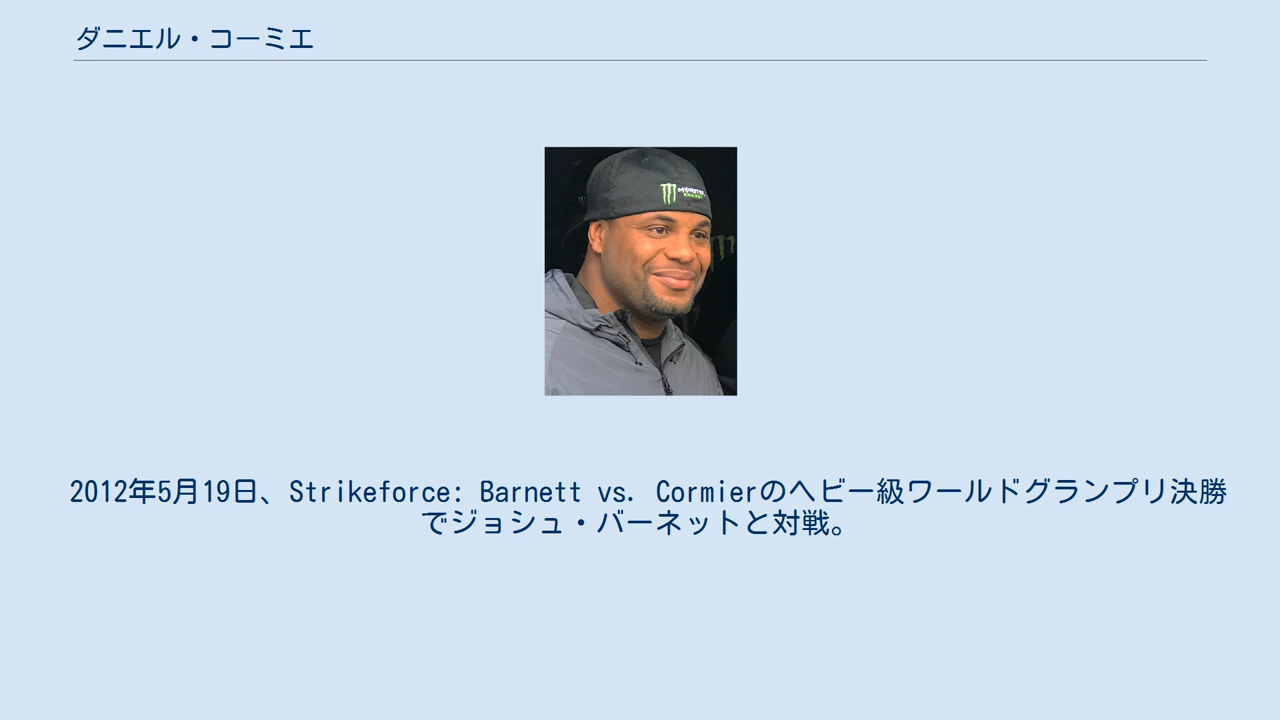 ダニエル・コーミエ
MONSTER
ENERGY
2012年5月19日、Strikeforce: Barnett vs. Cormierのヘビー級ワールドグランプリ決勝
でジョシュ・バーネットと対戦。